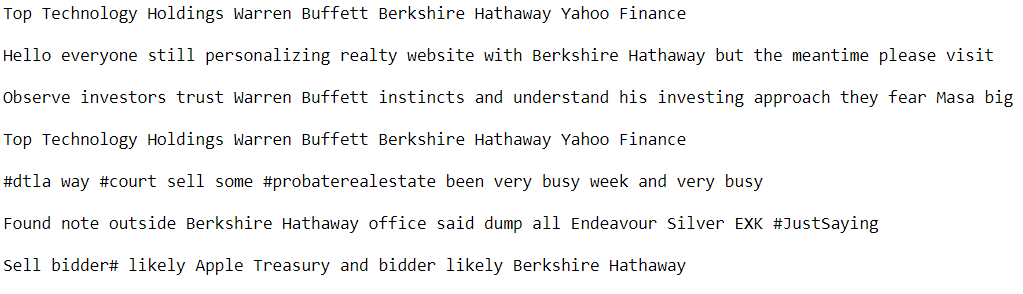 Top Technology Holdings Warren Buffett Berkshire Hathaway Yahoo Finance
Hello everyone still personalizing realty website with Berkshire Hathaway but the meantime please visit
Observe investors trust Warren Buffett instincts and understand his investing approach they fear Masa big
Top Technology Holdings Warren Buffett Berkshire Hathaway Yahoo Finance
#dtla way #court sell some #probaterealestate been very busy week and very busy
Found note outside Berkshire Hathaway office said dump all Endeavour Silver EXK #JustSaying
Sell bidder# likely Apple Treasury and bidder likely Berkshire Hathaway